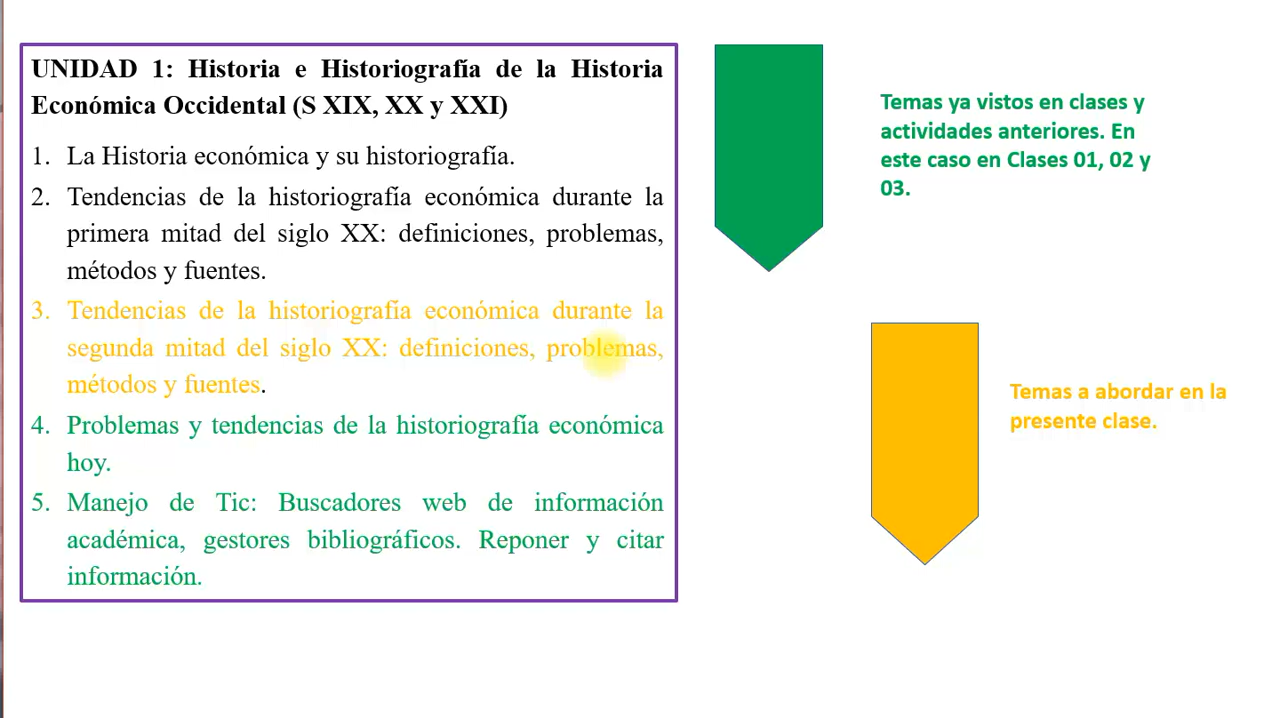 UNIDAD 1: Historia e Historiografía de la Historia
Económica Occidental (S XIX, XX y XXI)
1. La Historia económica y su historiografía.
2. Tendencias de la historiografía económica durante la
primera mitad del siglo XX: definiciones, problemas,
métodos y fuentes.
3. Tendencias de la historiografía económica durante la
segunda mitad del siglo XX: definiciones, problemas,
métodos y fuentes.
4. Problemas y tendencias de la historiografía económica
hoy.
5. Manejo de Tic: Buscadores web de información
académica, gestores bibliográficos. Reponer y citar
información.
Temas ya vistos en clases y
actividades anteriores. En
este caso en Clases 01, 02 y
03.
Temas a abordar en la
presente clase.